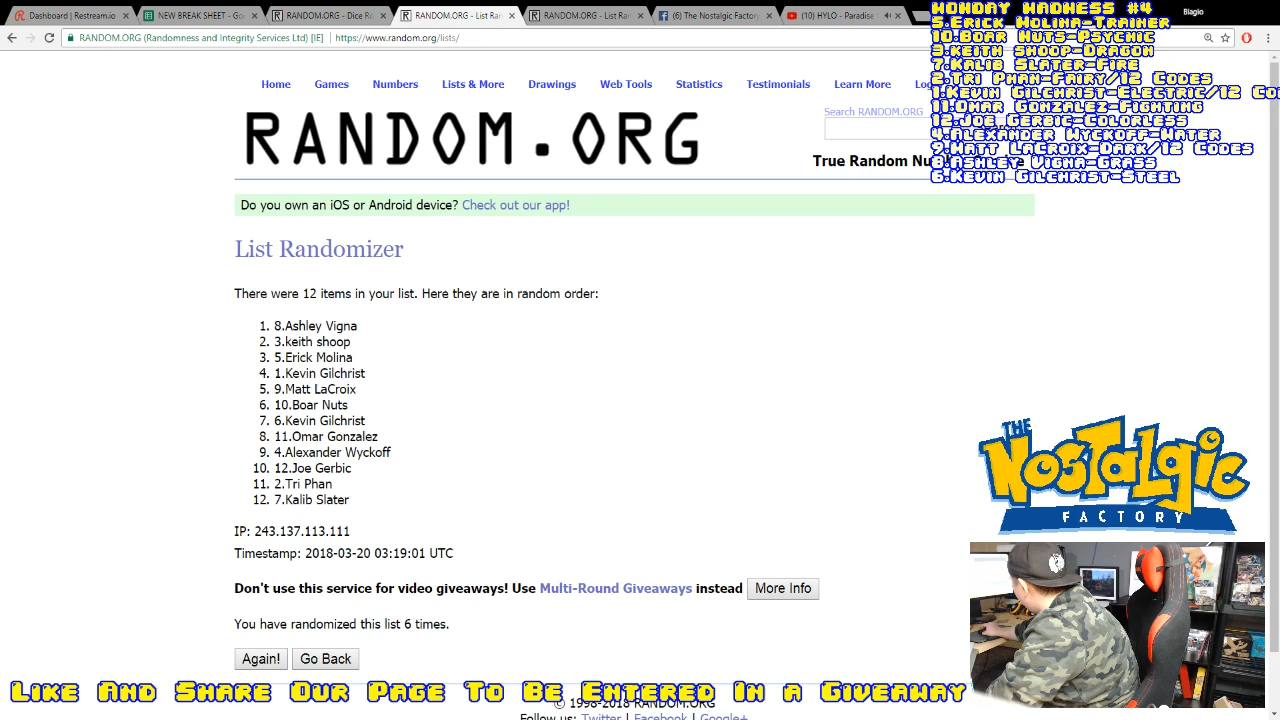 Dashboard | Restream.io
NEW BREAK SHEET - Go
RANDOM.ORG - Dice Ro
RANDOM.ORG - List Ran
RANDOM.ORG - List Ran
(6) The Nostalgic Factory
(10) HYLO - Paradise
Biagio
RANDOM.ORG (Randomness and Integrity Services Ltd) [IE]
https://www.random.org/lists/
MONDAY MADNESS #4
5.Erick Molina-Trainer
10.Boar Nuts-Psychic
3.keith shoop-Dragon
7.Kalib Slater-Fire
2.Tri Phan-Fairy/12 Codes
1.Kevin Gilchrist-Electric/12 Co
11.Omar Gonzalez-Fighting
12.Joe Gerbic-Colorless
4.Alexander Wyckoff-Water
9.Matt LaCroix-Dark/12 Codes
8.Ashley Vigna-Grass
6.Kevin Gilchrist-Steel
Home Games Numbers Lists & More Drawings Web Tools Statistics Testimonials Learn More Log
RANDOM.ORG
Search RANDOM.ORG
True Random Nu
Do you own an iOS or Android device? Check out our app!
List Randomizer
There were 12 items in your list. Here they are in random order:
1. 8.Ashley Vigna
2. 3.keith shoop
3. 5.Erick Molina
4. 1.Kevin Gilchrist
5. 9.Matt LaCroix
6. 10.Boar Nuts
7. 6.Kevin Gilchrist
8. 11.Omar Gonzalez
9. 4.Alexander Wyckoff
10. 12.Joe Gerbic
11. 2.Tri Phan
12. 7.Kalib Slater
IP: 243.137.113.111
Timestamp: 2018-03-20 03:19:01 UTC
Don't use this service for video giveaways! Use Multi-Round Giveaways instead
More Info
You have randomized this list 6 times.
Again!
Go Back
THE
NOSTALGIC
FACTORY
Like And Share Our Page To Be Entered In a Giveaway
© 1998-2018 RANDOM.ORG
Follow us: Twitter | Facebook | Google+